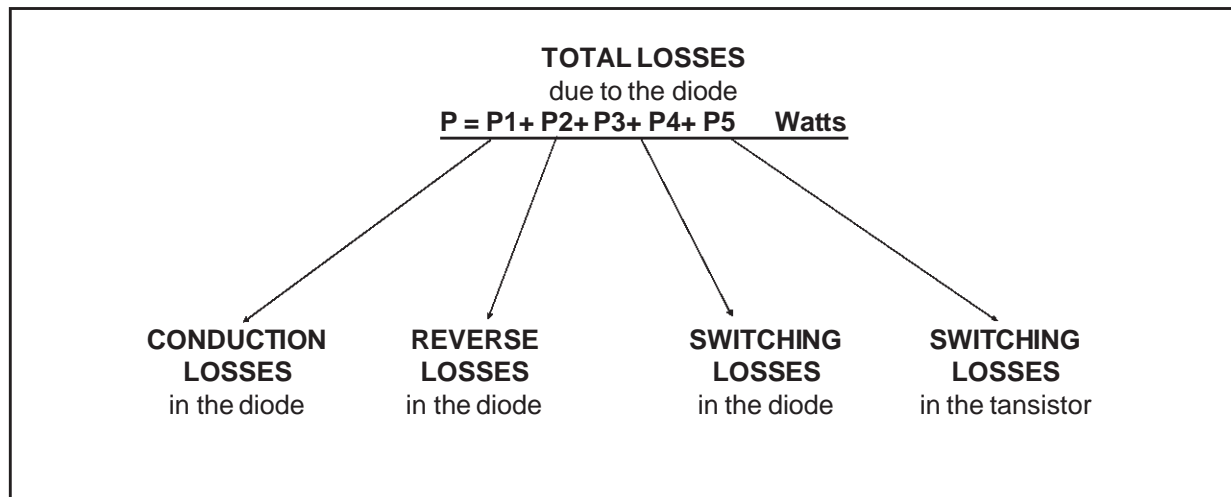 TOTAL LOSSES
due to the diode
P = P1+ P2+ P3+ P4+ P5 Watts
CONDUCTION
LOSSES
in the diode
REVERSE
LOSSES
in the diode
SWITCHING
LOSSES
in the diode
SWITCHING
LOSSES
in the tansistor